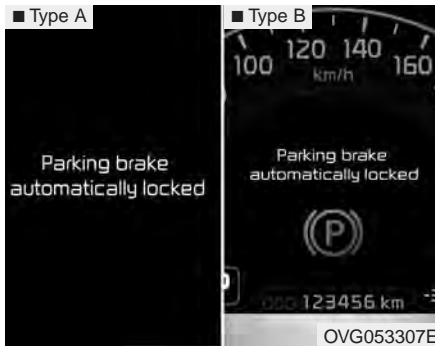 ■ Type A
Parking brake
automatically locked
■ Type B
100 120 140 160
km/h
Parking brake
automatically locked
(P)
123456 km
OVG053307E